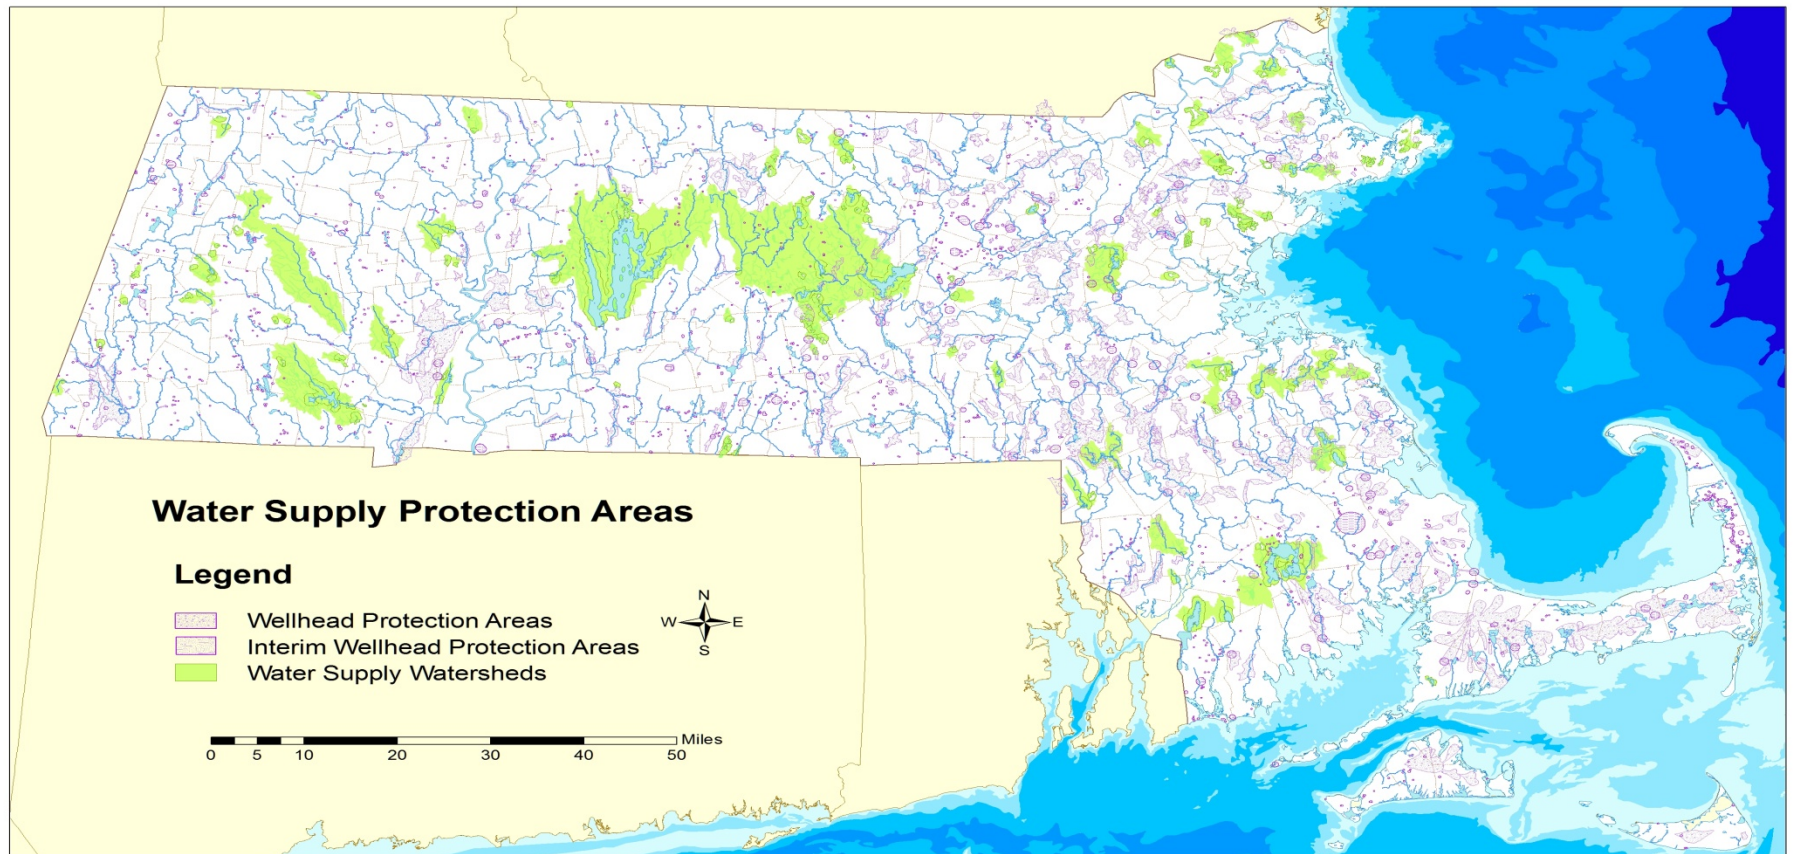 Water Supply Protection Areas
Legend
N
W E
S
Wellhead Protection Areas
Interim Wellhead Protection Areas
Water Supply Watersheds
Miles
0 5 10 20 30 40 50